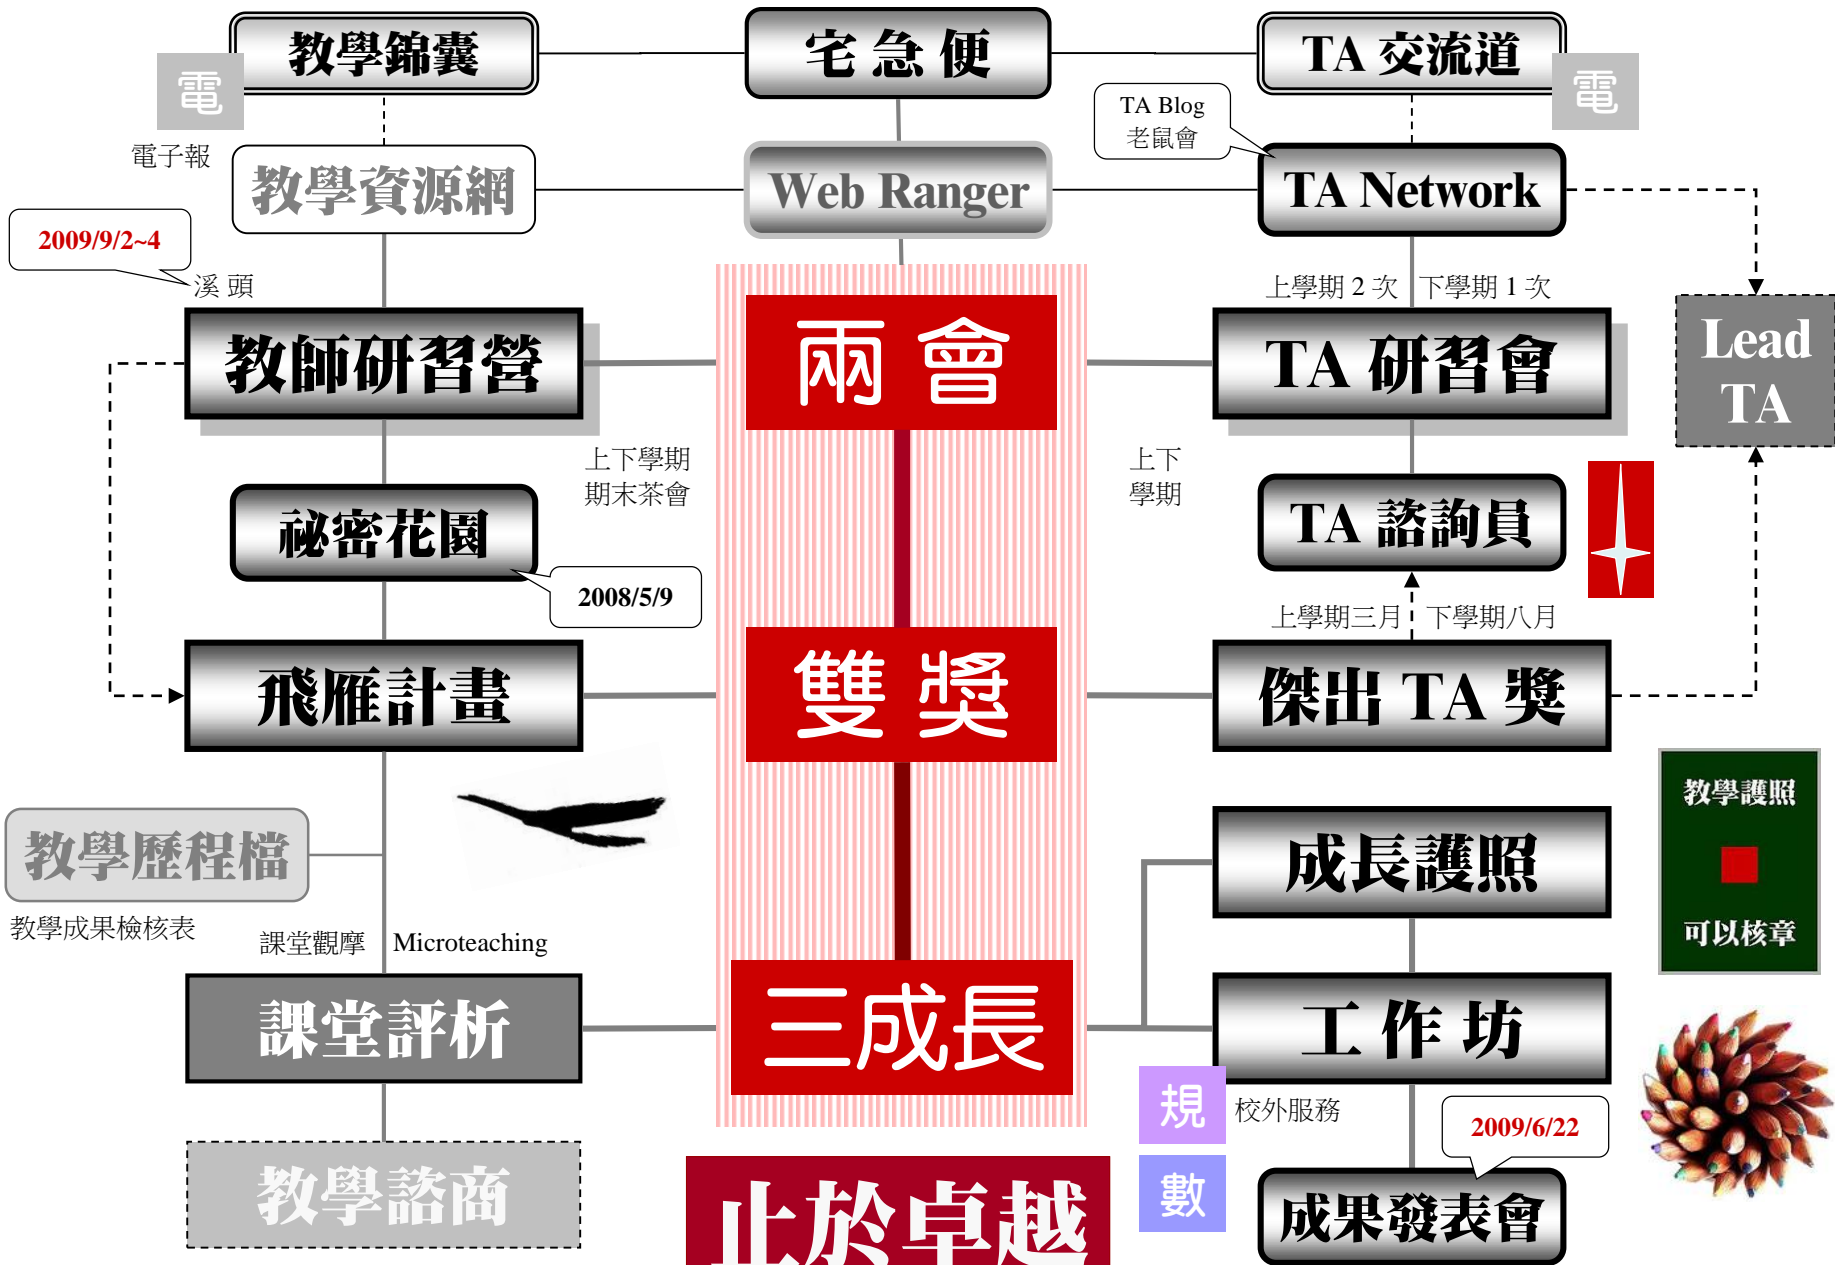 教學錦囊
宅 急 便
TA 交流道
電
電
電子報
TA Blog
老鼠會
教學資源網
Web Ranger
TA Network
2009/9/2~4
溪 頭
上學期 2 次
下學期 1 次
教師研習營
兩 會
TA 研習會
Lead
TA
上下學期
期末茶會
上下
學期
祕密花園
TA 諮詢員
2008/5/9
上學期三月
下學期八月
飛雁計畫
雙 獎
傑出 TA 獎
教學護照
可以核章
教學歷程檔
成長護照
教學成果檢核表
課堂觀摩
Microteaching
課堂評析
三成長
工 作 坊
規
校外服務
2009/6/22
數
教學諮商
止於卓越
成果發表會